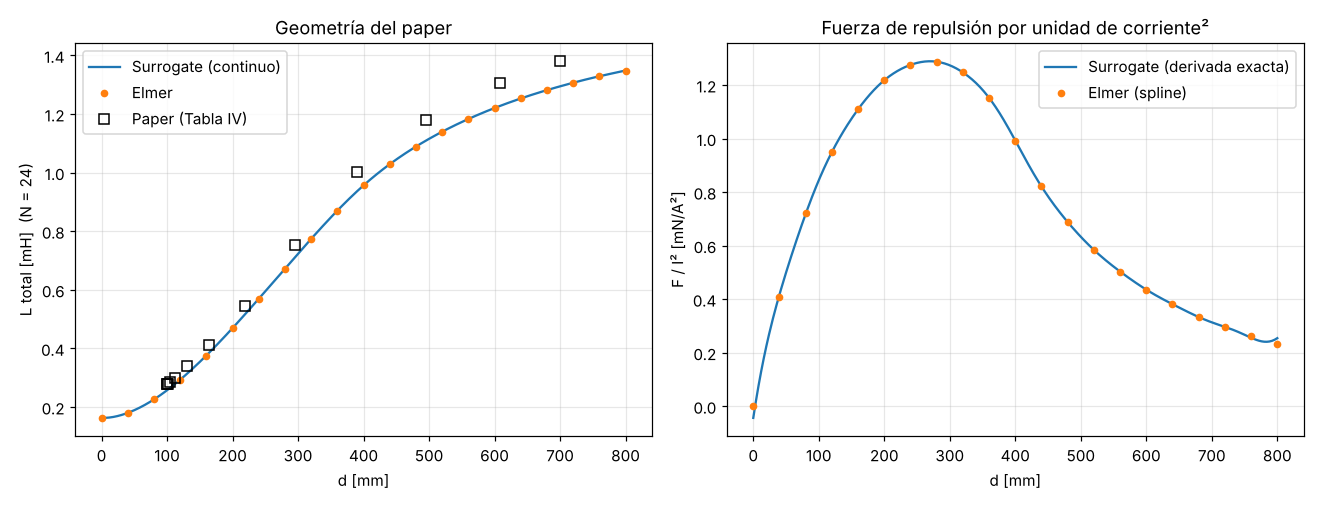 Geometría del paper
L total [mH]  (N = 24)
1.4
1.2
1.0
0.8
0.6
0.4
0.2
Surrogate (continuo)
Elmer
Paper (Tabla IV)
0 100 200 300 400 500 600 700 800
d [mm]
Fuerza de repulsión por unidad de corriente²
F / I² [mN/A²]
1.2
1.0
0.8
0.6
0.4
0.2
0.0
Surrogate (derivada exacta)
Elmer (spline)
0 100 200 300 400 500 600 700 800
d [mm]